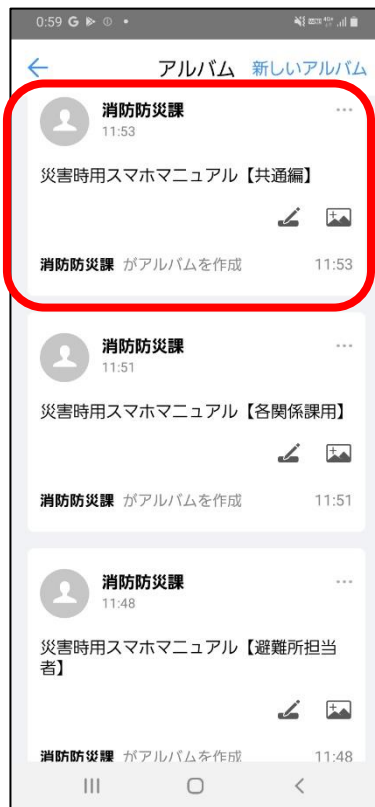 0:59 G
アルバム 新しいアルバム
消防防災課
11:53
災害時用スマホマニュアル【共通編】
消防防災課 がアルバムを作成 11:53
消防防災課
11:51
災害時用スマホマニュアル【各関係課用】
消防防災課 がアルバムを作成 11:51
消防防災課
11:48
災害時用スマホマニュアル【避難所担当
者】
消防防災課 がアルバムを作成 11:48